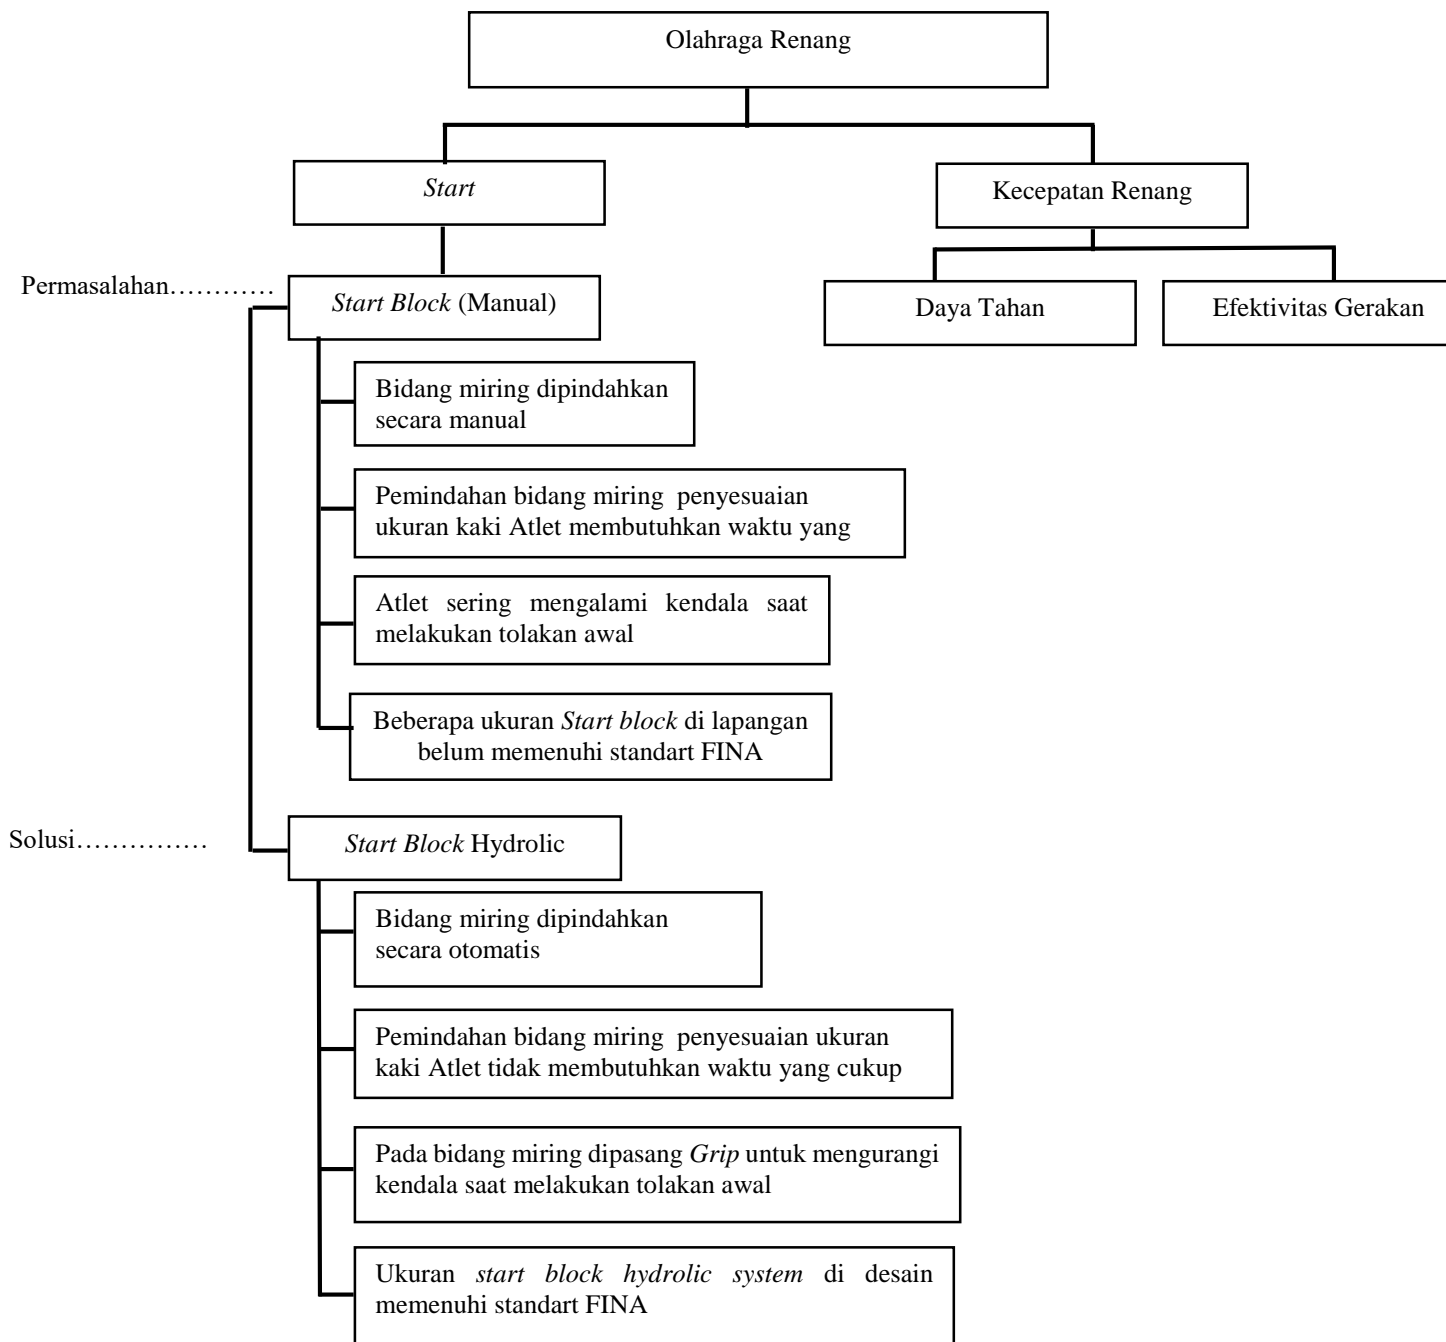 Olahraga Renang
Start
Kecepatan Renang
Permasalahan…………
Start Block (Manual)
Daya Tahan
Efektivitas Gerakan
Bidang miring dipindahkan
secara manual
Pemindahan bidang miring  penyesuaian
ukuran kaki Atlet membutuhkan waktu yang
Atlet sering mengalami kendala saat
melakukan tolakan awal
Beberapa ukuran Start block di lapangan
belum memenuhi standart FINA
Solusi……………
Start Block Hydrolic
Bidang miring dipindahkan
secara otomatis
Pemindahan bidang miring  penyesuaian ukuran
kaki Atlet tidak membutuhkan waktu yang cukup
Pada bidang miring dipasang Grip untuk mengurangi
kendala saat melakukan tolakan awal
Ukuran start block hydrolic system di desain
memenuhi standart FINA